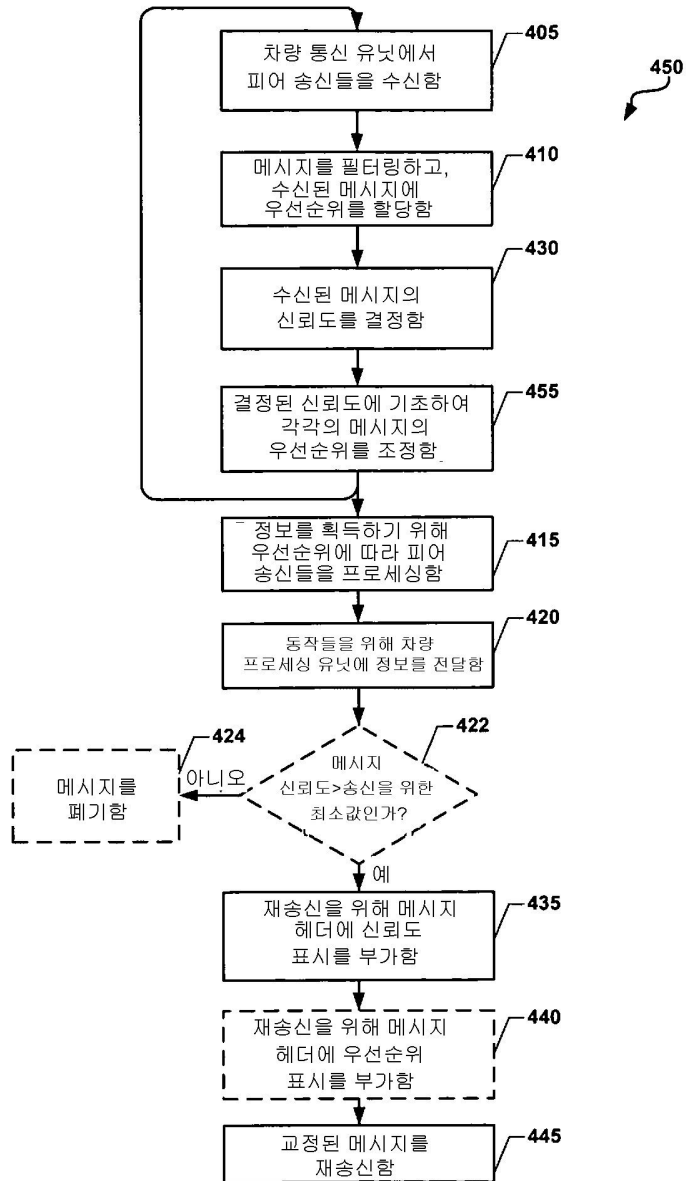 차량 통신 유닛에서
피어 송신들을 수신함
405
450
메시지를 필터링하고,
수신된 메시지에
우선순위를 할당함
410
수신된 메시지의
신뢰도를 결정함
430
결정된 신뢰도에 기초하여
각각의 메시지의
우선순위를 조정함
455
정보를 획득하기 위해
우선순위에 따라 피어
송신들을 프로세싱함
415
동작들을 위해 차량
프로세싱 유닛에 정보를 전달함
420
메시지
신뢰도>송신을 위한
최소값인가?
422
아니오
메시지를
폐기함
424
예
재송신을 위해 메시지
헤더에 신뢰도
표시를 부가함
435
재송신을 위해 메시지
헤더에 우선순위
표시를 부가함
440
교정된 메시지를
재송신함
445